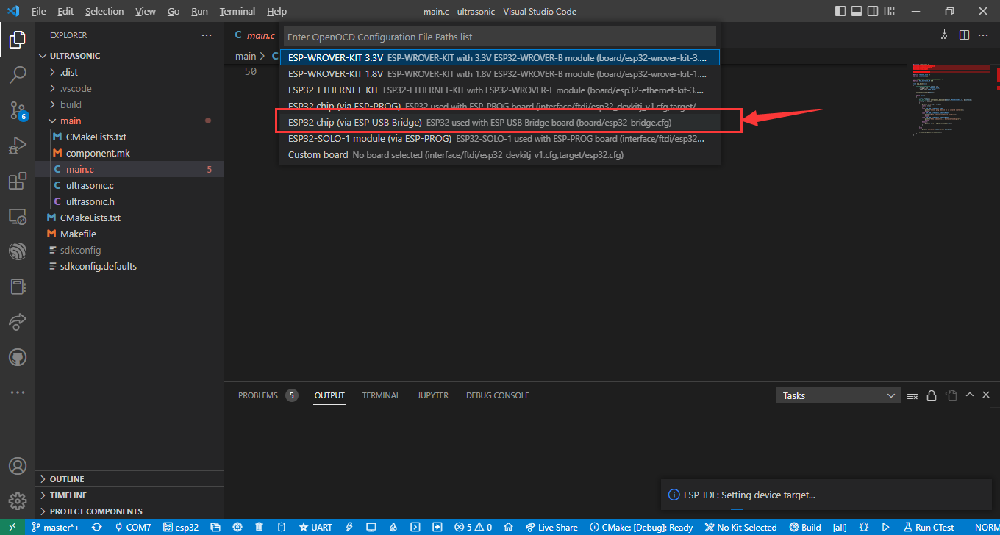 File Edit Selection View Go Run Terminal Help
main.c - ultrasonic - Visual Studio Code
EXPLORER
ULTRASONIC
.dist
.vscode
build
main
CMakeLists.txt
component.mk
main.c 5
ultrasonic.c
ultrasonic.h
CMakeLists.txt
Makefile
sdkconfig
sdkconfig.defaults
OUTLINE
TIMELINE
PROJECT COMPONENTS
6
C main.c
main > C
50
Enter OpenOCD Configuration File Paths list
ESP-WROVER-KIT 3.3V ESP-WROVER-KIT with 3.3V ESP32-WROVER-B module (board/esp32-wrover-kit-3....
ESP-WROVER-KIT 1.8V ESP-WROVER-KIT with 1.8V ESP32-WROVER-B module (board/esp32-wrover-kit-1....
ESP32-ETHERNET-KIT ESP32-ETHERNET-KIT with ESP32-WROVER-E module (board/esp32-ethernet-kit-3....
ESP32 chip (via ESP-PROG) ESP32 used with ESP-PROG board (interface/ftdi/esp32_devkitj_v1.cfg,target/
ESP32 chip (via ESP USB Bridge) ESP32 used with ESP USB Bridge board (board/esp32-bridge.cfg)
ESP32-SOLO-1 module (via ESP-PROG) ESP32-SOLO-1 used with ESP-PROG board (interface/ftdi/esp32...
Custom board No board selected (interface/ftdi/esp32_devkitj_v1.cfg,target/esp32.cfg)
PROBLEMS 5 OUTPUT TERMINAL JUPYTER DEBUG CONSOLE
Tasks
ESP-IDF: Setting device target...
master*+ COM7 esp32 UART 5 0 Live Share CMake: [Debug]: Ready No Kit Selected Build [all] Run CTest -- NORM